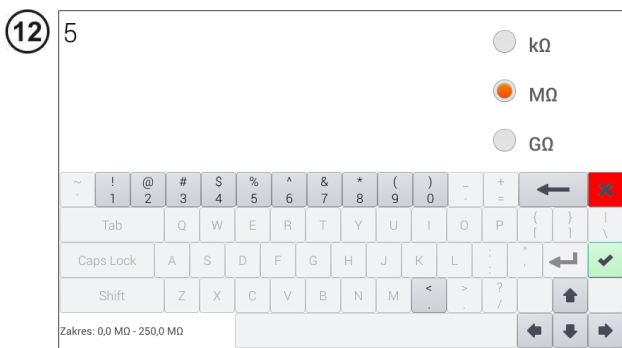 12
5
kΩ
MΩ
GΩ
~ ! @ # $ % ^ & * ( ) _ +
` 1 2 3 4 5 6 7 8 9 0 - =
Tab Q W E R T Y U I O P { } |
[ ] \
Caps Lock A S D F G H J K L : "
; '
Shift Z X C V B N M < > ?
, . /
Zakres: 0,0 MΩ - 250,0 MΩ